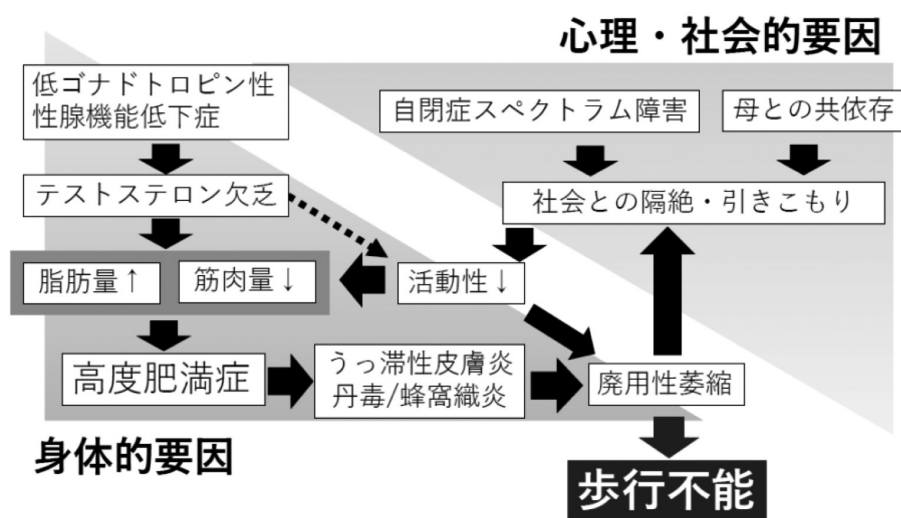 心理・社会的要因
低ゴナドトロピン性
性腺機能低下症
自閉症スペクトラム障害
母との共依存
テストステロン欠乏
社会との隔絶・引きこもり
脂肪量↑
筋肉量↓
活動性↓
高度肥満症
うっ滞性皮膚炎
丹毒/蜂窩織炎
廃用性萎縮
身体的要因
歩行不能